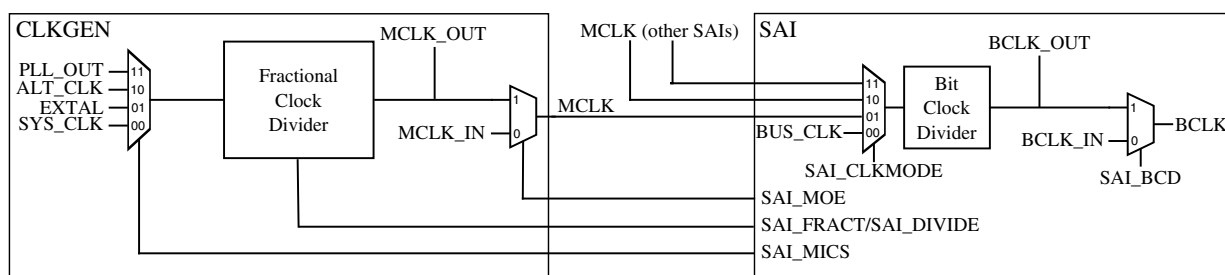 CLKGEN
PLL_OUT
ALT_CLK
EXTAL
SYS_CLK
11
10
01
00
Fractional
Clock
Divider
MCLK_OUT
MCLK_IN
1
0
MCLK
MCLK (other SAIs)
SAI
BUS_CLK
11
10
01
00
SAI_CLKMODE
Bit
Clock
Divider
BCLK_OUT
BCLK_IN
1
0
BCLK
SAI_BCD
SAI_MOE
SAI_FRACT/SAI_DIVIDE
SAI_MICS